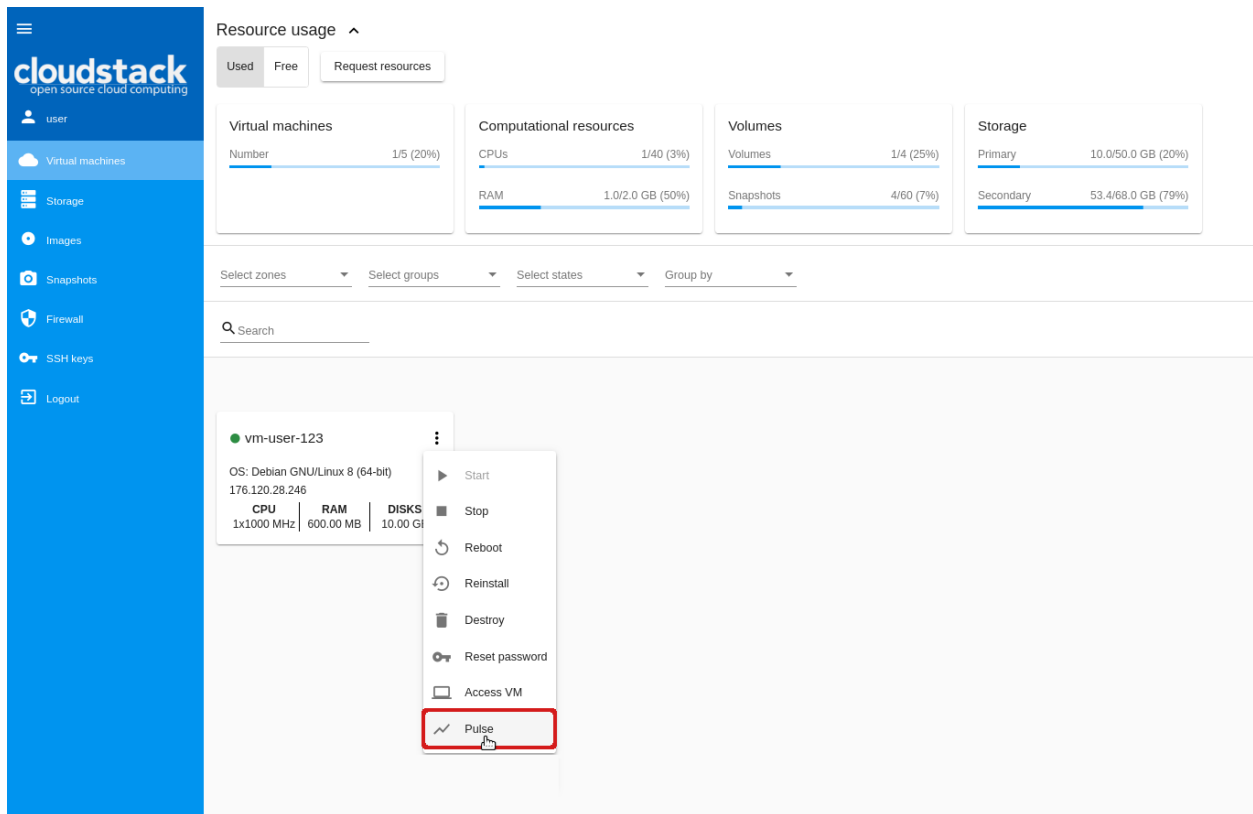 Resource usage
Used Free Request resources
cloudstack
open source cloud computing
user
Virtual machines
Storage
Images
Snapshots
Firewall
SSH keys
Logout
Virtual machines
Number 1/5 (20%)
Computational resources
CPUs 1/40 (3%)
RAM 1.0/2.0 GB (50%)
Volumes
Volumes 1/4 (25%)
Snapshots 4/60 (7%)
Storage
Primary 10.0/50.0 GB (20%)
Secondary 53.4/68.0 GB (79%)
Select zones Select groups Select states Group by
Search
vm-user-123
OS: Debian GNU/Linux 8 (64-bit)
176.120.28.246
CPU RAM DISKS
1x1000 MHz 600.00 MB 10.00
Start
Stop
Reboot
Reinstall
Destroy
Reset password
Access VM
Pulse